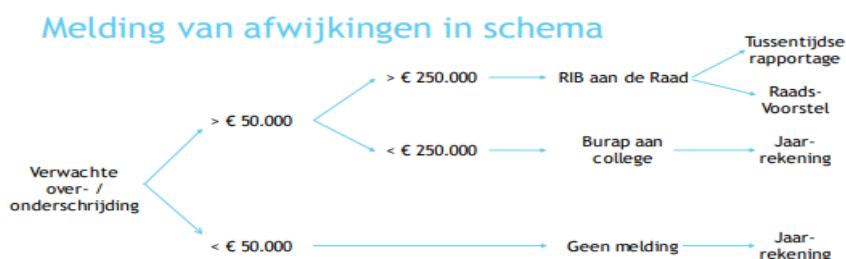 Melding van afwijkingen in schema
Tussentijdse
rapportage
> € 250.000
RIB aan de Raad
Raads-
Voorstel
> € 50.000
< € 250.000
Burap aan
college
Jaar-
rekening
Verwachte
over- /
onderschrijding
< € 50.000
Geen melding
Jaar-
rekening